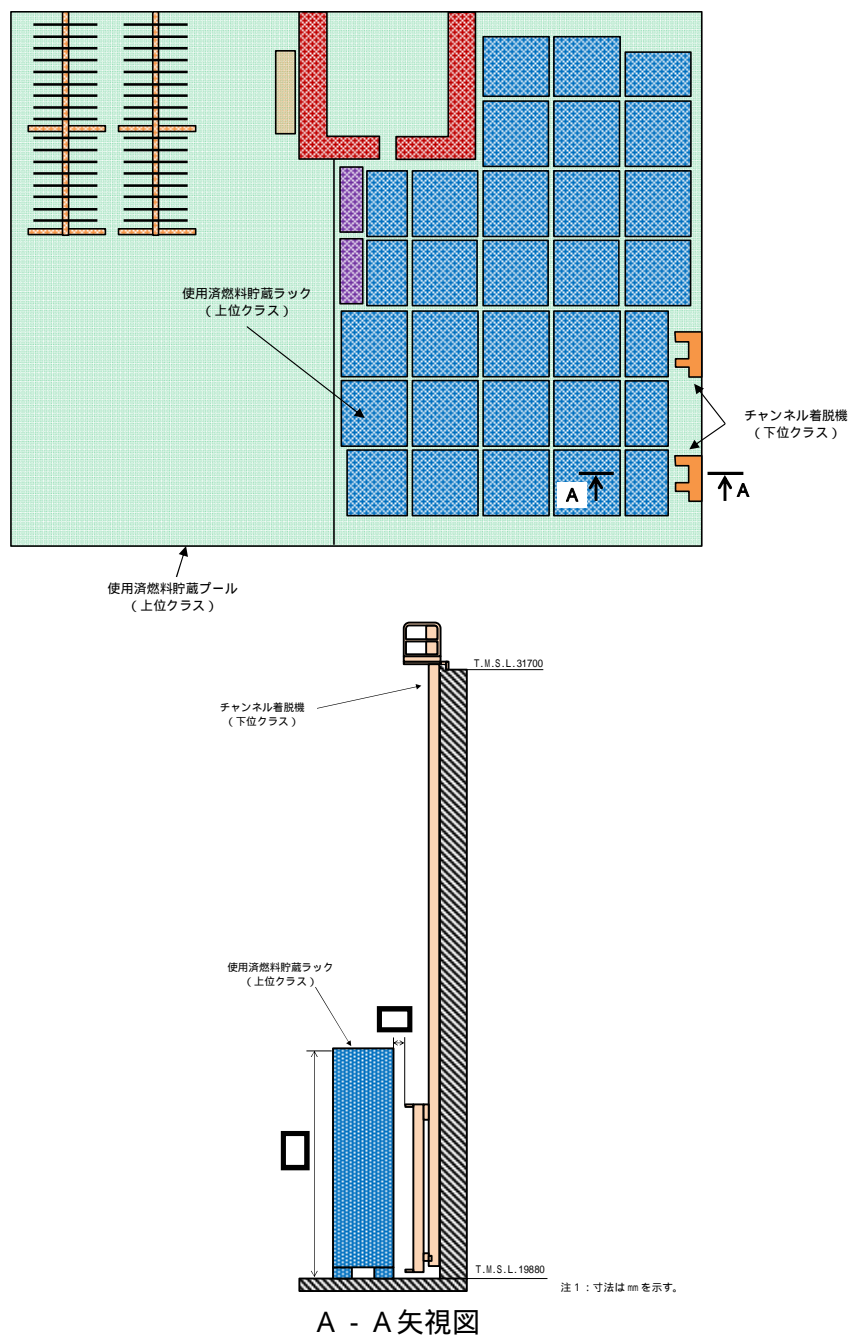 使用済燃料貯蔵ラック
（上位クラス）
チャンネル着脱機
（下位クラス）
A
A
使用済燃料貯蔵プール
（上位クラス）
T.M.S.L.31700
チャンネル着脱機
（下位クラス）
使用済燃料貯蔵ラック
（上位クラス）
T.M.S.L.19880
注１：寸法は㎜を示す。
Ａ‐Ａ矢視図